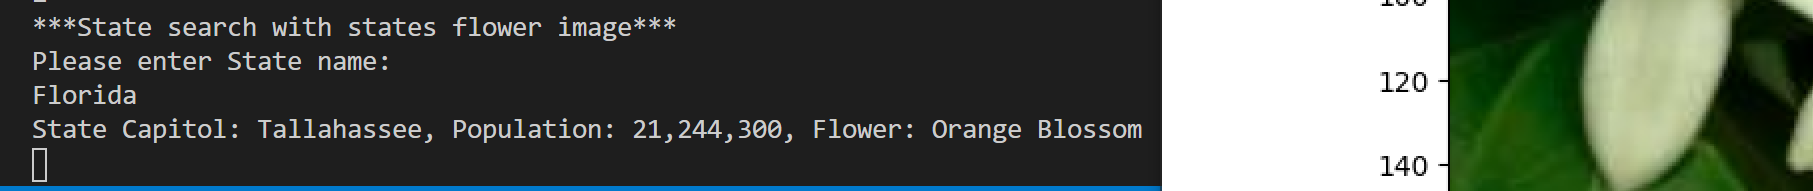 ***State search with states flower image***
Please enter State name:
Florida
State Capitol: Tallahassee, Population: 21,244,300, Flower: Orange Blossom
120
140